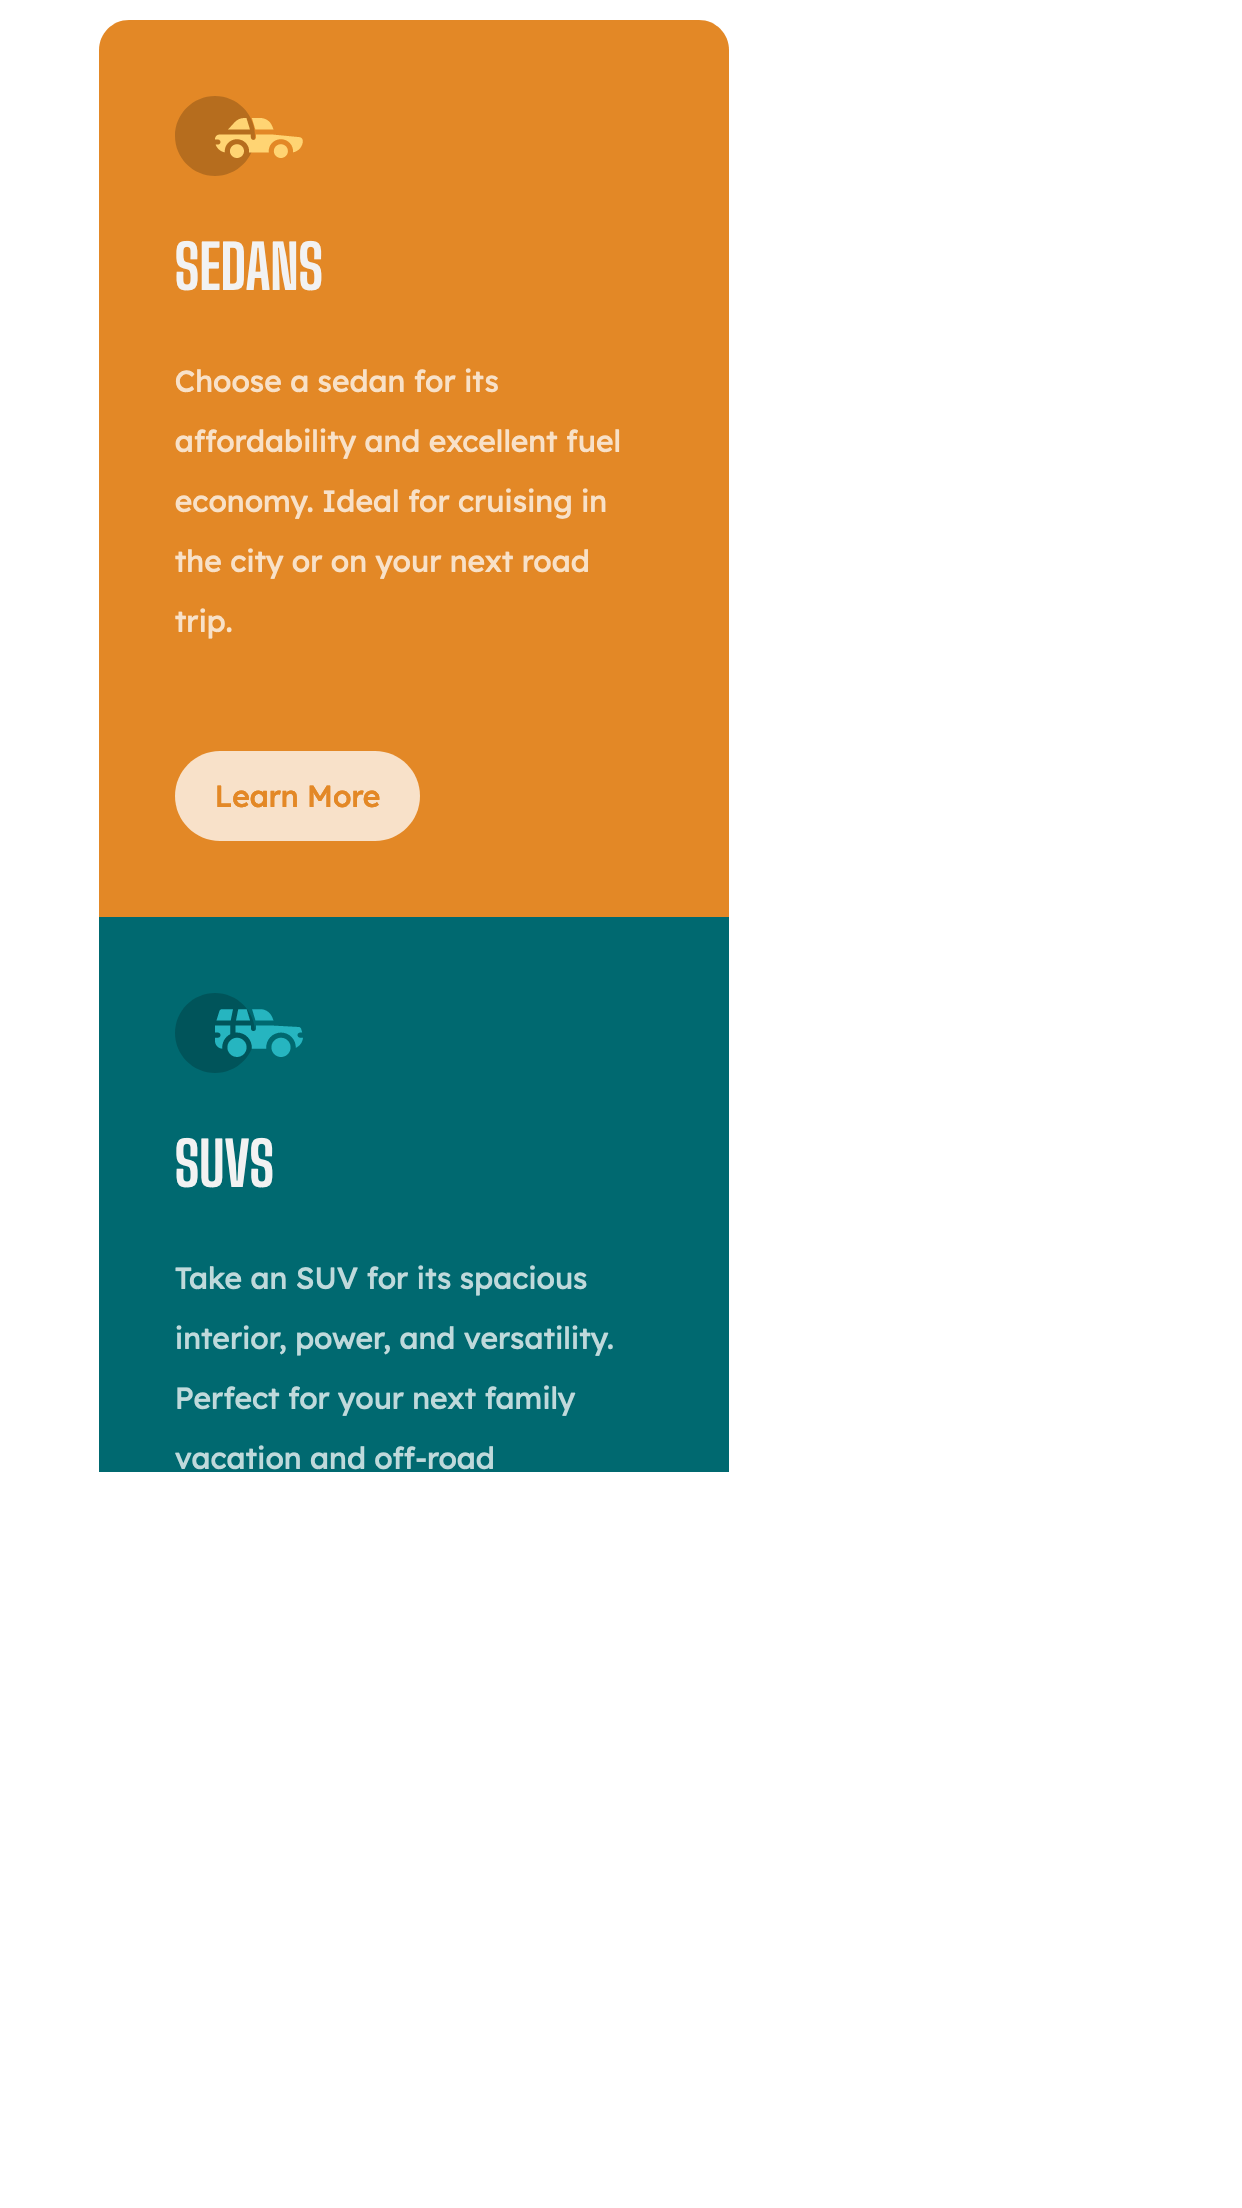 SEDANS
Choose a sedan for its
affordability and excellent fuel
economy. Ideal for cruising in
the city or on your next road
trip.
Learn More
SUVS
Take an SUV for its spacious
interior, power, and versatility.
Perfect for your next family
vacation and off-road